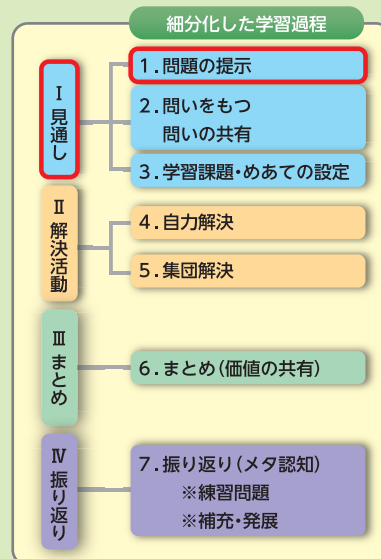 細分化した学習過程
Ⅰ 見通し
1.問題の提示
2.問いをもつ
問いの共有
3.学習課題・めあての設定
Ⅱ 解決活動
4.自力解決
5.集団解決
Ⅲ まとめ
6.まとめ(価値の共有)
Ⅳ 振り返り
7.振り返り(メタ認知)
※練習問題
※補充・発展